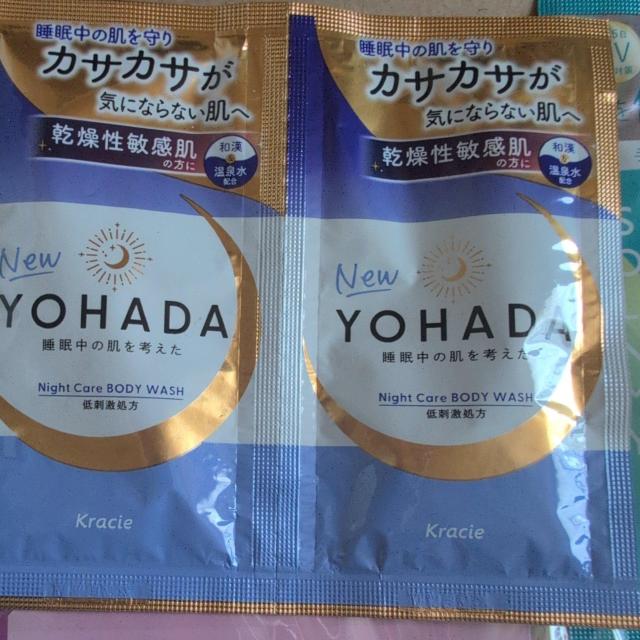 睡眠中の肌を守り
カサカサが
気にならない肌へ
乾燥性敏感肌
の方に
和漢
&
温泉水
配合
New
YOHADA
睡眠中の肌を考えた
Night Care BODY WASH
低刺激処方
Kracie
睡眠中の肌を守り
カサカサが
気にならない肌へ
乾燥性敏感肌
の方に
和漢
&
温泉水
配合
New
YOHADA
睡眠中の肌を考えた
Night Care BODY WASH
低刺激処方
Kracie